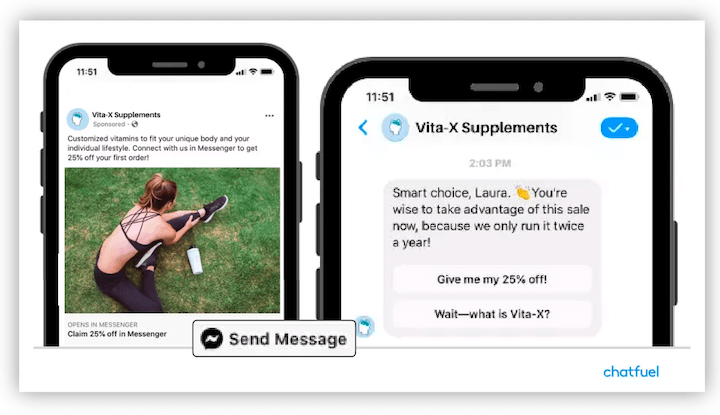 11:51
Vita-X Supplements
Sponsored ·
Customized vitamins to fit your unique body and your
individual lifestyle. Connect with us in Messenger to get
25% off your first order!
OPENS IN MESSENGER
Claim 25% off in Messenger
Send Message
11:51
Vita-X Supplements
2:03 PM
Smart choice, Laura. 👏 You're
wise to take advantage of this sale
now, because we only run it twice
a year!
Give me my 25% off!
Wait—what is Vita-X?
chatfuel